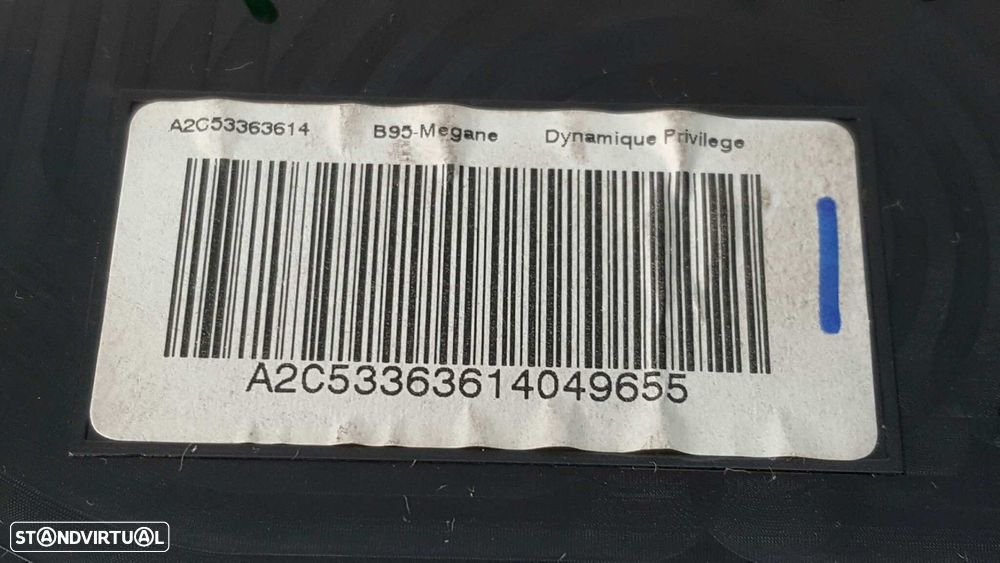 A2C53363614 B95-Megane Dynamique Privilege
A2C53363614049655
STANDVIRTUAL